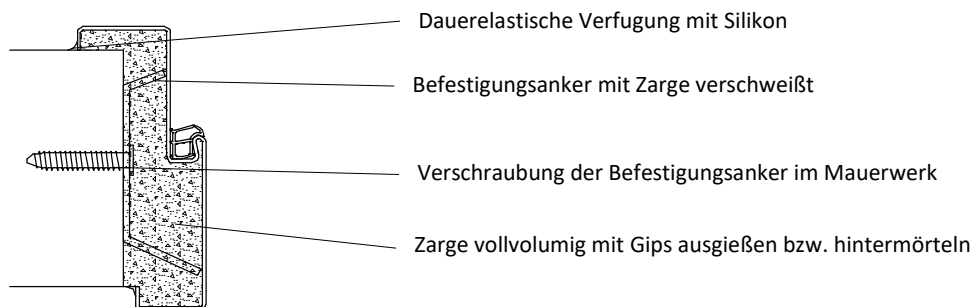 Dauerelastische Verfugung mit Silikon
Befestigungsanker mit Zarge verschweißt
Verschraubung der Befestigungsanker im Mauerwerk
Zarge vollvolumig mit Gips ausgießen bzw. hintermörteln